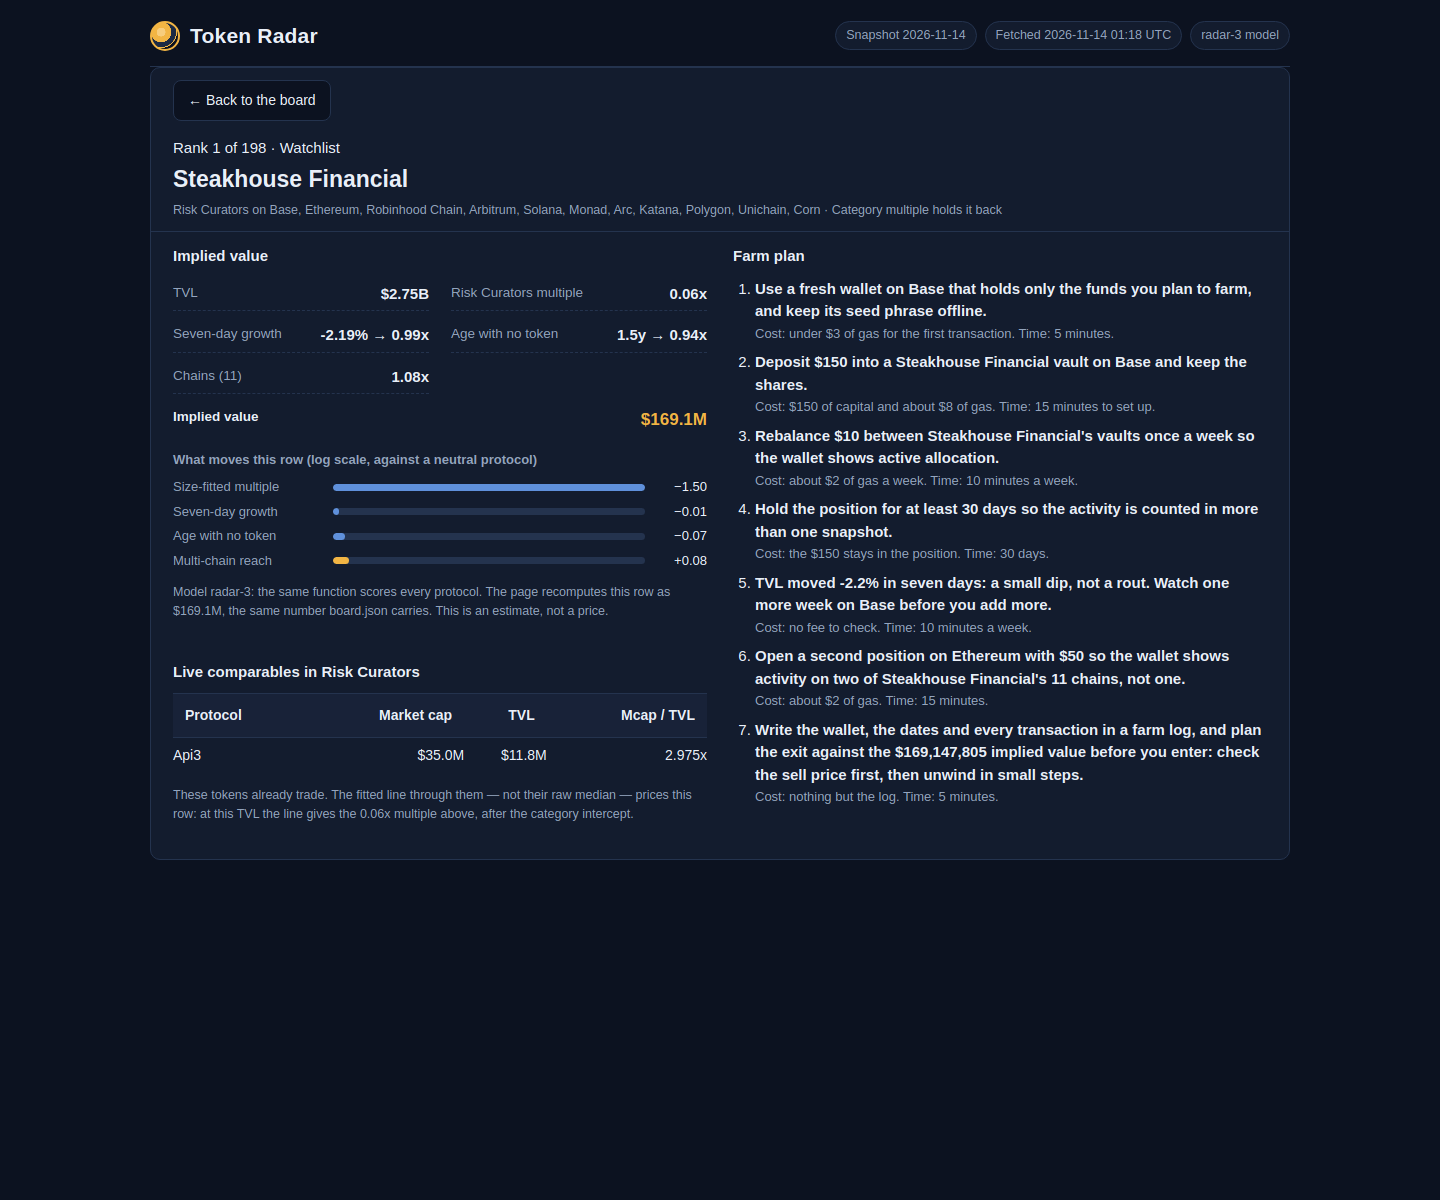 Token Radar
Snapshot 2026-11-14
Fetched 2026-11-14 01:18 UTC
radar-3 model
← Back to the board
Rank 1 of 198 · Watchlist
Steakhouse Financial
Risk Curators on Base, Ethereum, Robinhood Chain, Arbitrum, Solana, Monad, Arc, Katana, Polygon, Unichain, Corn · Category multiple holds it back
Implied value
TVL $2.75B
Risk Curators multiple 0.06x
Seven-day growth -2.19% → 0.99x
Age with no token 1.5y → 0.94x
Chains (11) 1.08x
Implied value $169.1M
What moves this row (log scale, against a neutral protocol)
Size-fitted multiple −1.50
Seven-day growth −0.01
Age with no token −0.07
Multi-chain reach +0.08
Model radar-3: the same function scores every protocol. The page recomputes this row as
$169.1M, the same number board.json carries. This is an estimate, not a price.
Live comparables in Risk Curators
Protocol Market cap TVL Mcap / TVL
Api3 $35.0M $11.8M 2.975x
These tokens already trade. The fitted line through them — not their raw median — prices this
row: at this TVL the line gives the 0.06x multiple above, after the category intercept.
Farm plan
1. Use a fresh wallet on Base that holds only the funds you plan to farm,
and keep its seed phrase offline.
Cost: under $3 of gas for the first transaction. Time: 5 minutes.
2. Deposit $150 into a Steakhouse Financial vault on Base and keep the
shares.
Cost: $150 of capital and about $8 of gas. Time: 15 minutes to set up.
3. Rebalance $10 between Steakhouse Financial's vaults once a week so
the wallet shows active allocation.
Cost: about $2 of gas a week. Time: 10 minutes a week.
4. Hold the position for at least 30 days so the activity is counted in more
than one snapshot.
Cost: the $150 stays in the position. Time: 30 days.
5. TVL moved -2.2% in seven days: a small dip, not a rout. Watch one
more week on Base before you add more.
Cost: no fee to check. Time: 10 minutes a week.
6. Open a second position on Ethereum with $50 so the wallet shows
activity on two of Steakhouse Financial's 11 chains, not one.
Cost: about $2 of gas. Time: 15 minutes.
7. Write the wallet, the dates and every transaction in a farm log, and plan
the exit against the $169,147,805 implied value before you enter: check
the sell price first, then unwind in small steps.
Cost: nothing but the log. Time: 5 minutes.